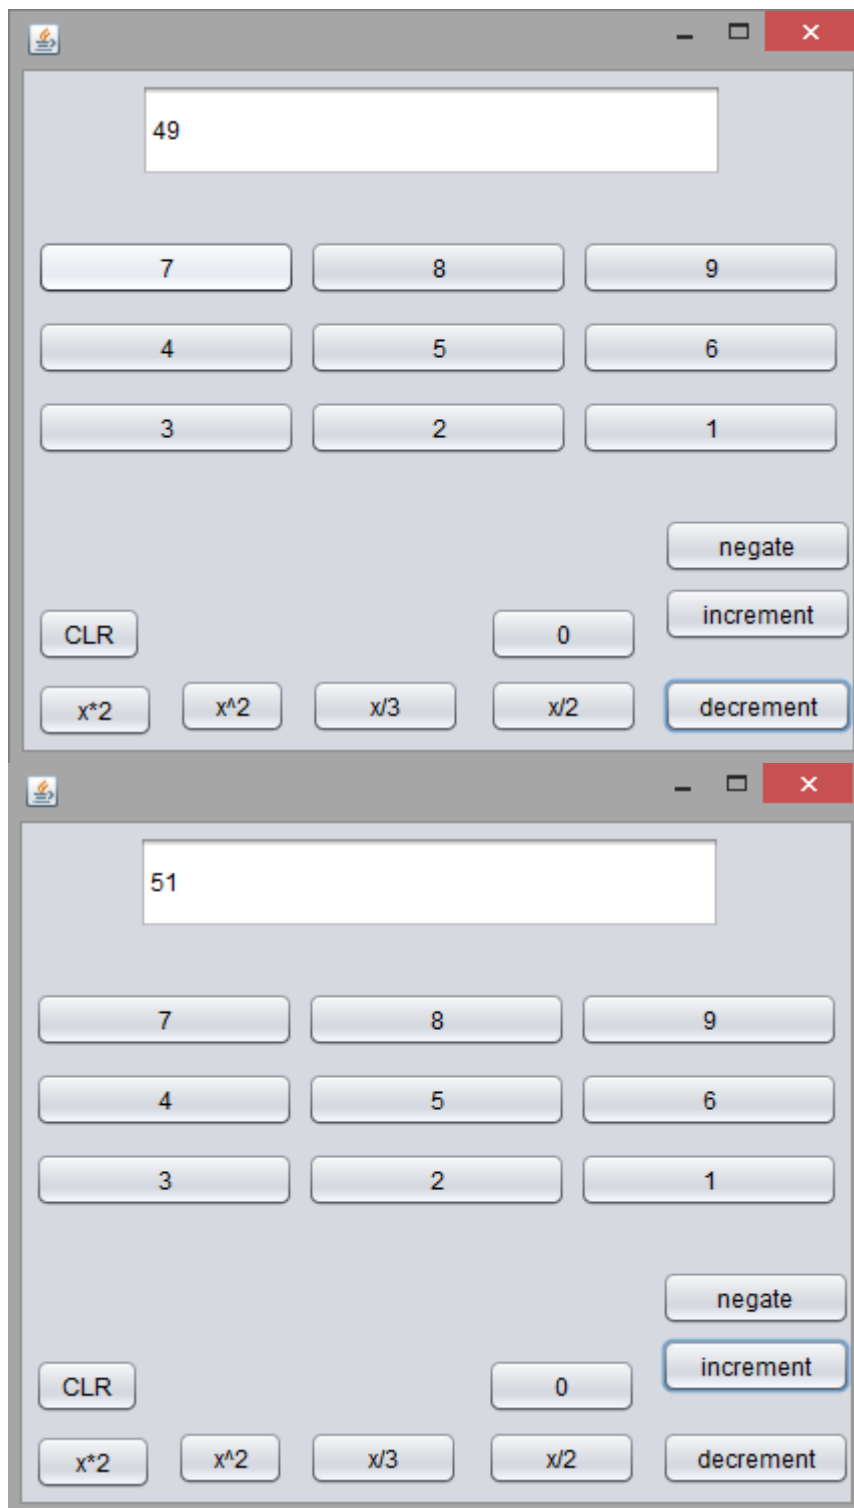 49
7 8 9
4 5 6
3 2 1
negate
increment
CLR 0
x*2 x^2 x/3 x/2 decrement
51
7 8 9
4 5 6
3 2 1
negate
increment
CLR 0
x*2 x^2 x/3 x/2 decrement